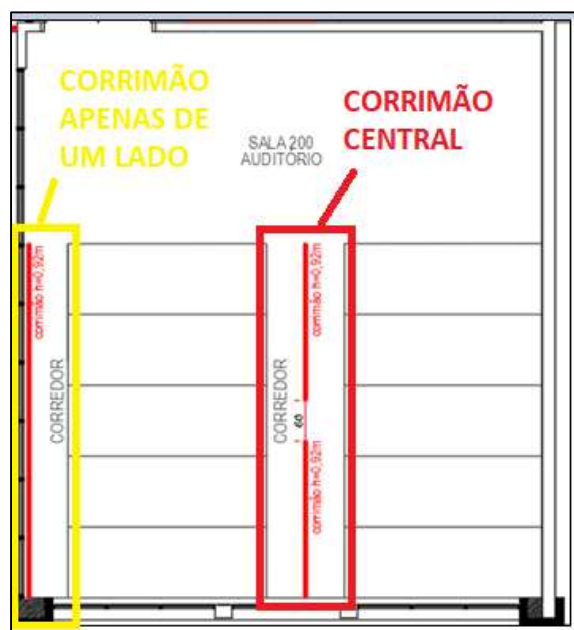 CORRIMÃO
APENAS DE
UM LADO
CORRIMÃO
CENTRAL
SALA 200
AUDITÓRIO
corrimão h=0,92m
CORREDOR
corrimão h=0,92m
CORREDOR
60
corrimão h=0,92m